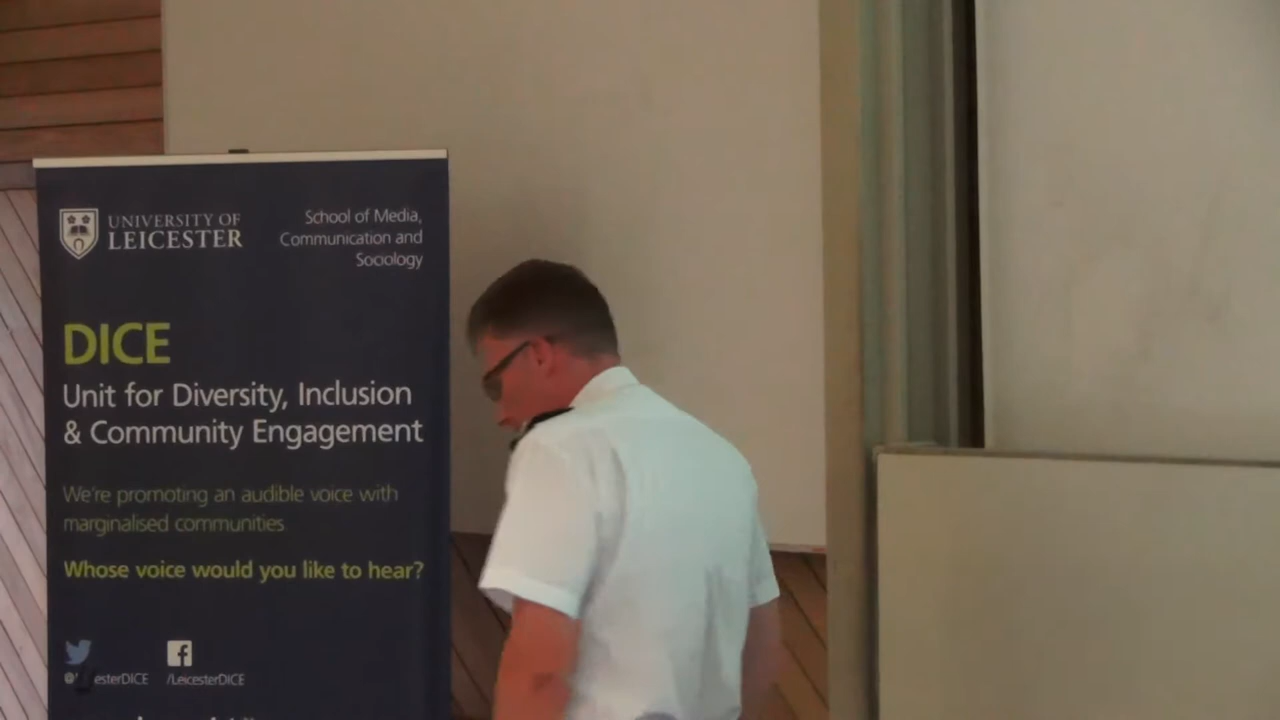 UNIVERSITY OF
LEICESTER
School of Media,
Communication and
Sociology
DICE
Unit for Diversity, Inclusion
& Community Engagement
We're promoting an audible voice with
marginalised communities
Whose voice would you like to hear?
/LeicesterDICE